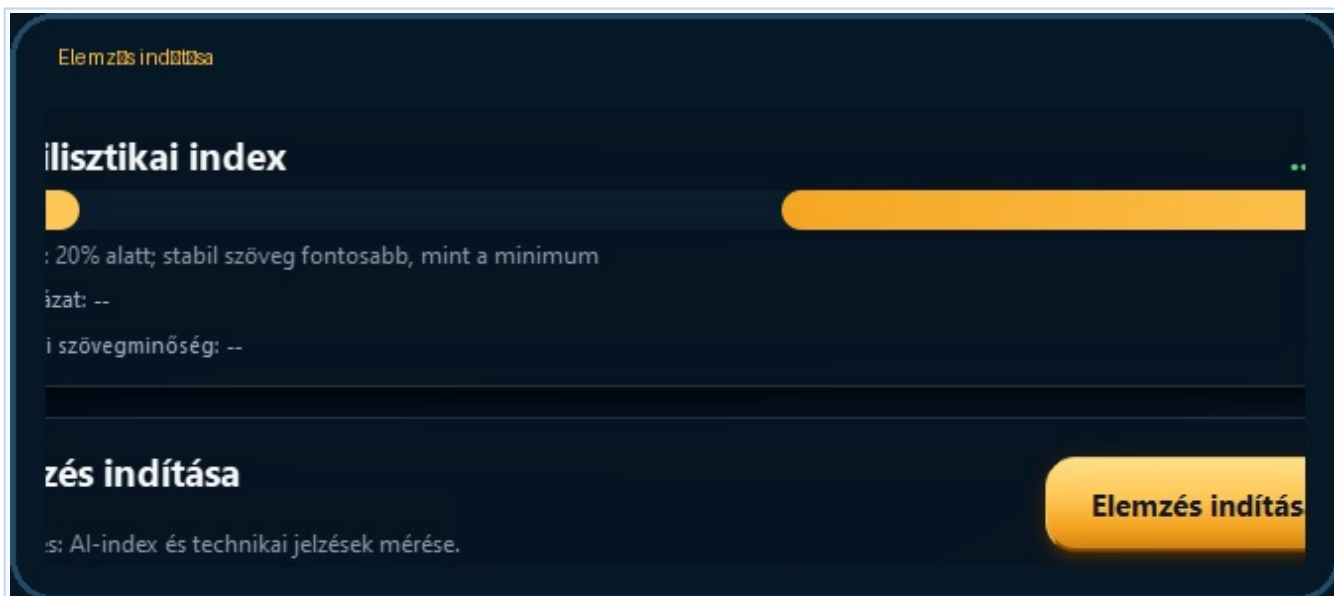 Elemz▯s ind▯t▯sa
ilisztikai index
..
: 20% alatt; stabil szöveg fontosabb, mint a minimum
ázat: --
i szövegminőség: --
zés indítása
Elemzés indítás
s: AI-index és technikai jelzések mérése.